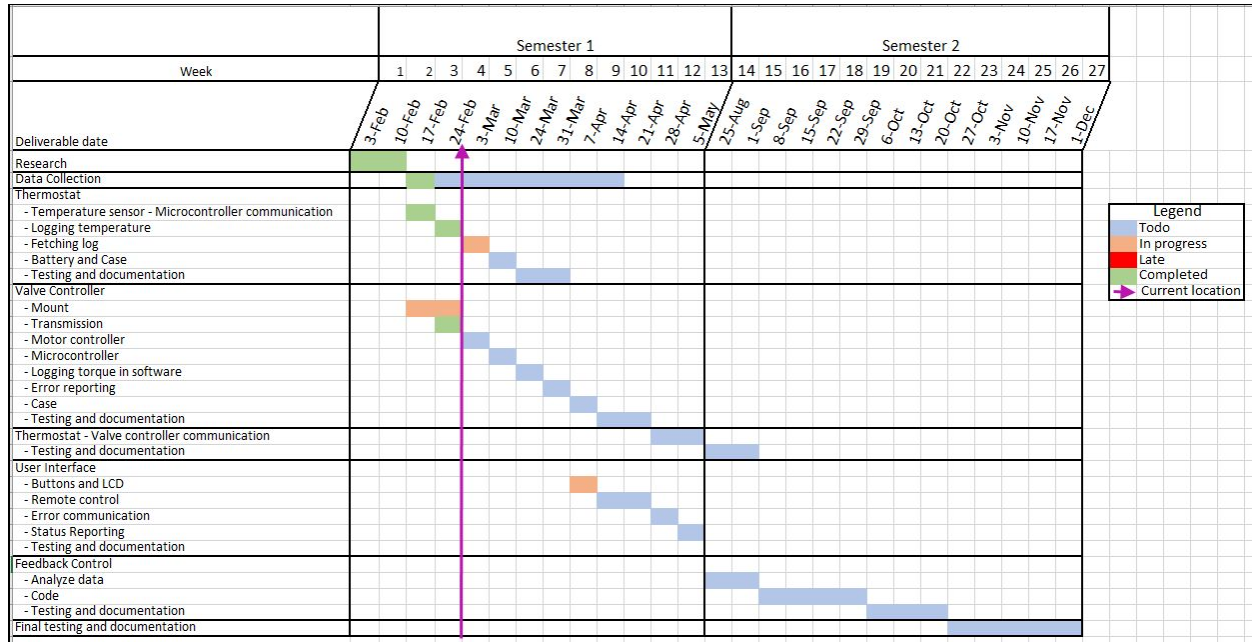 Semester 1 Semester 2
Week 1 2 3 4 5 6 7 8 9 10 11 12 13 14 15 16 17 18 19 20 21 22 23 24 25 26 27
Deliverable date 3-Feb 10-Feb 17-Feb 24-Feb 3-Mar 10-Mar 24-Mar 31-Mar 7-Apr 14-Apr 21-Apr 28-Apr 5-May 25-Aug 1-Sep 8-Sep 15-Sep 22-Sep 29-Sep 6-Oct 13-Oct 20-Oct 27-Oct 3-Nov 10-Nov 17-Nov 1-Dec
Research
Data Collection
Thermostat
- Temperature sensor - Microcontroller communication
- Logging temperature
- Fetching log
- Battery and Case
- Testing and documentation
Valve Controller
- Mount
- Transmission
- Motor controller
- Microcontroller
- Logging torque in software
- Error reporting
- Case
- Testing and documentation
Thermostat - Valve controller communication
- Testing and documentation
User Interface
- Buttons and LCD
- Remote control
- Error communication
- Status Reporting
- Testing and documentation
Feedback Control
- Analyze data
- Code
- Testing and documentation
Final testing and documentation
Legend
Todo
In progress
Late
Completed
Current location